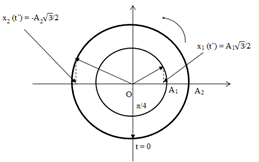 x₂ (t') = -A₂√3/2
x₁ (t') = A₁√3/2
O
A₁
A₂
π/4
t = 0